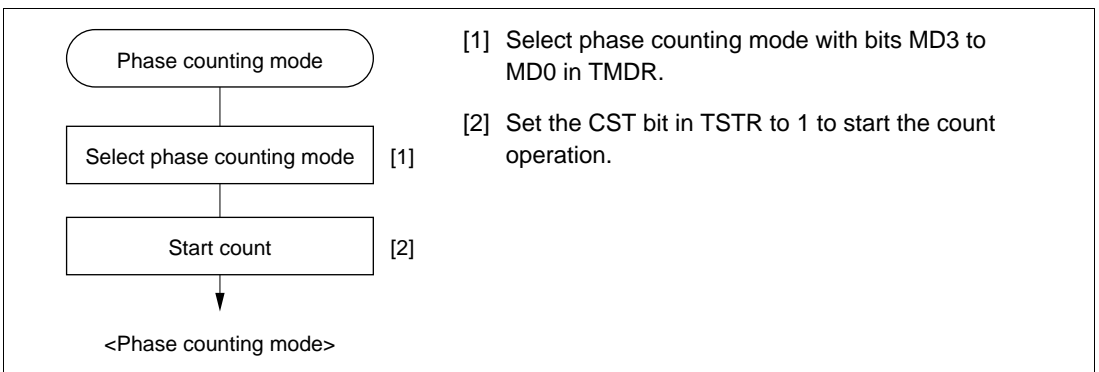 Phase counting mode
Select phase counting mode [1]
Start count [2]
<Phase counting mode>
[1] Select phase counting mode with bits MD3 to
MD0 in TMDR.
[2] Set the CST bit in TSTR to 1 to start the count
operation.